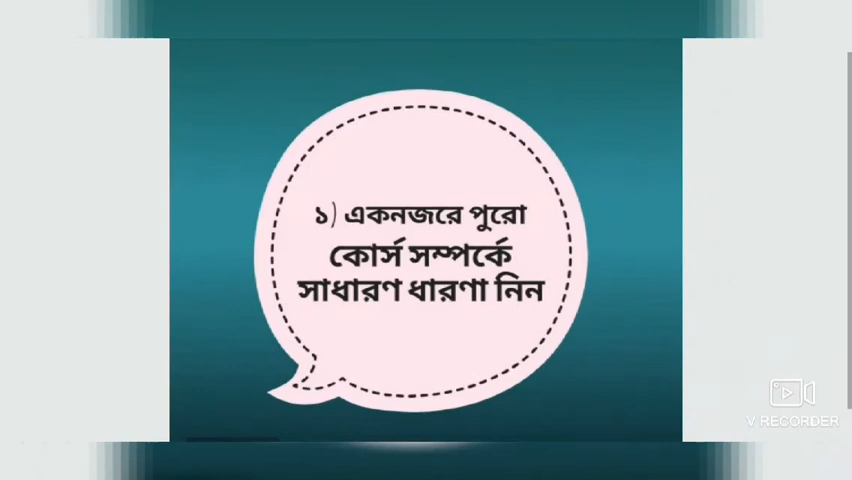 ১) একনজরে পুরো
কোর্স সম্পর্কে
সাধারণ ধারণা নিন
V RECORDER